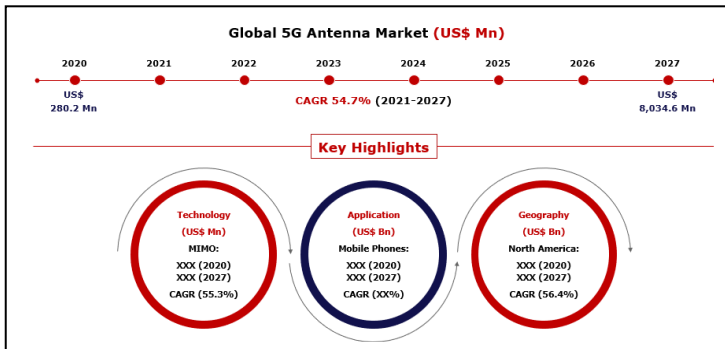 Global 5G Antenna Market (US$ Mn)
2020 2021 2022 2023 2024 2025 2026 2027
US$
280.2 Mn
CAGR 54.7% (2021-2027)
US$
8,034.6 Mn
Key Highlights
Technology
(US$ Mn)
MIMO:
XXX (2020)
XXX (2027)
CAGR (55.3%)
Application
(US$ Bn)
Mobile Phones:
XXX (2020)
XXX (2027)
CAGR (XX%)
Geography
(US$ Bn)
North America:
XXX (2020)
XXX (2027)
CAGR (56.4%)